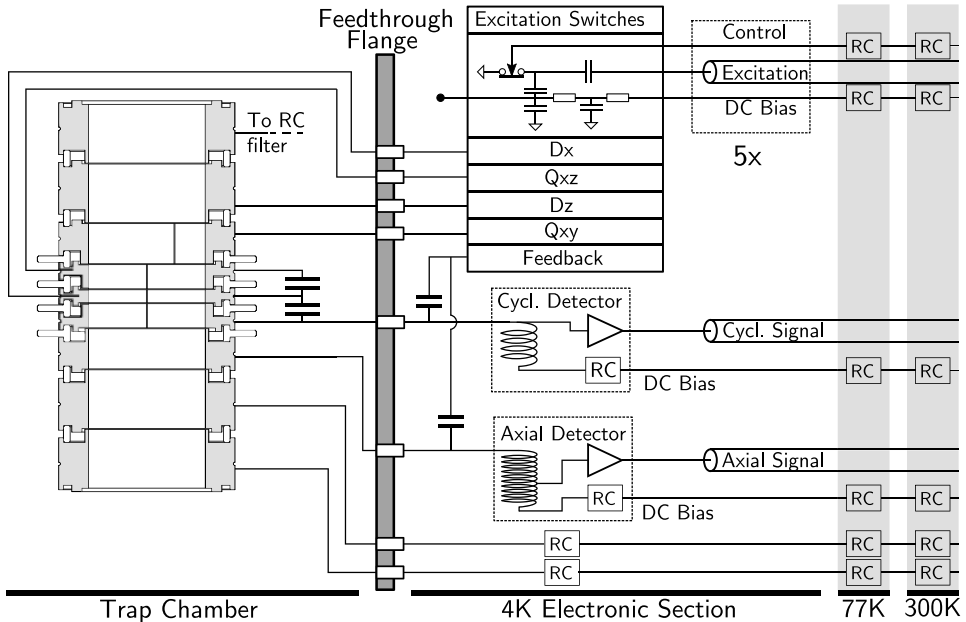 Feedthrough
Flange
Excitation Switches
Control
RC
RC
Excitation
DC Bias
RC
RC
5x
To RC
filter
Dx
Qxz
Dz
Qxy
Feedback
Cycl. Detector
Cycl. Signal
RC
DC Bias
RC
RC
Axial Detector
Axial Signal
RC
DC Bias
RC
RC
RC
RC
RC
RC
RC
RC
Trap Chamber
4K Electronic Section
77K
300K